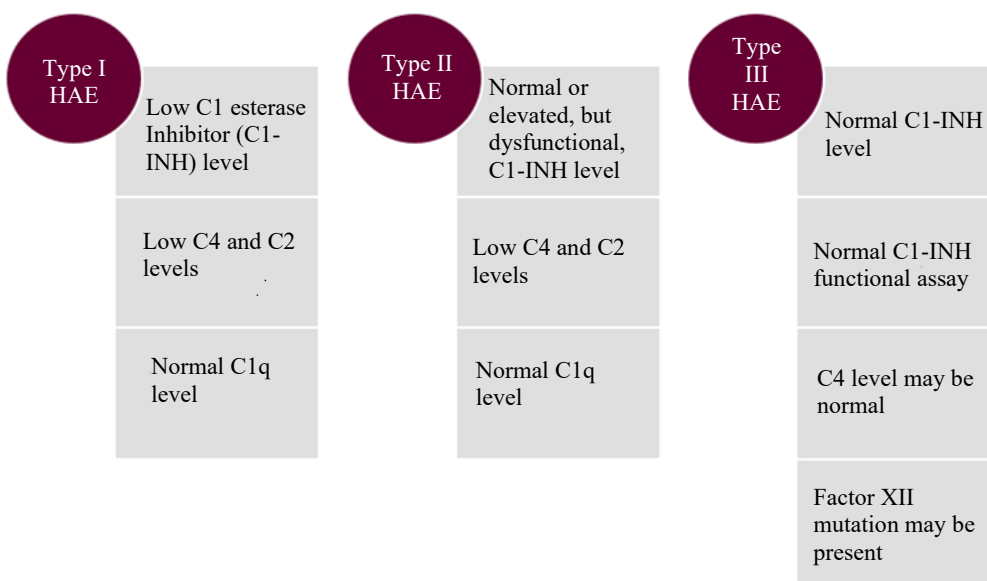 Type I
HAE
Low C1 esterase
Inhibitor (C1-
INH) level
Low C4 and C2
levels
Normal C1q
level
Type II
HAE
Normal or
elevated, but
dysfunctional,
C1-INH level
Low C4 and C2
levels
Normal C1q
level
Type
III
HAE
Normal C1-INH
level
Normal C1-INH
functional assay
C4 level may be
normal
Factor XII
mutation may be
present